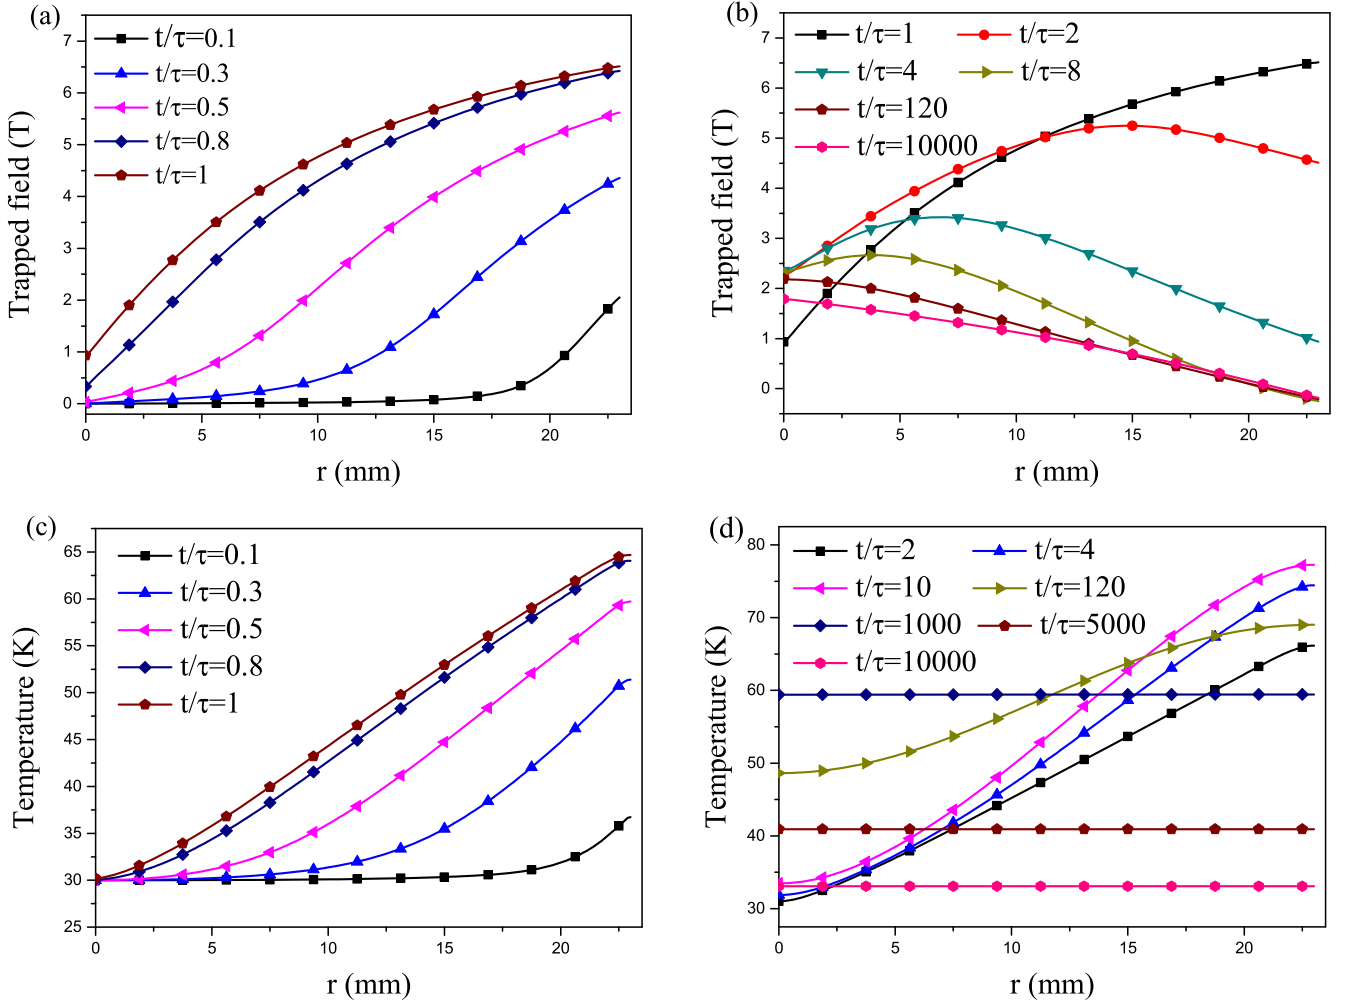 (a)
t/τ=0.1
t/τ=0.3
t/τ=0.5
t/τ=0.8
t/τ=1
7
6
5
4
3
2
1
0
0 5 10 15 20
Trapped field (T)
r (mm)
(b)
t/τ=1 t/τ=2
t/τ=4 t/τ=8
t/τ=120
t/τ=10000
7
6
5
4
3
2
1
0
0 5 10 15 20
Trapped field (T)
r (mm)
(c)
t/τ=0.1
t/τ=0.3
t/τ=0.5
t/τ=0.8
t/τ=1
65
60
55
50
45
40
35
30
25
0 5 10 15 20
Temperature (K)
r (mm)
(d)
t/τ=2 t/τ=4
t/τ=10 t/τ=120
t/τ=1000 t/τ=5000
t/τ=10000
80
70
60
50
40
30
0 5 10 15 20
Temperature (K)
r (mm)